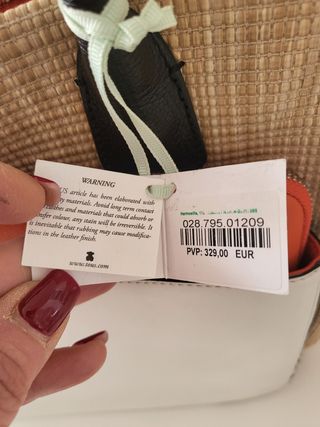 WARNING
US article has been elaborated with
y materials. Avoid long term contact
and materials that could absorb or
fer colour, any stain will be irreversible. It
is inevitable that rubbing may cause modifica-
tions in the leather finish.
www.tous.com
028.795.01209
PVP: 329,00 EUR